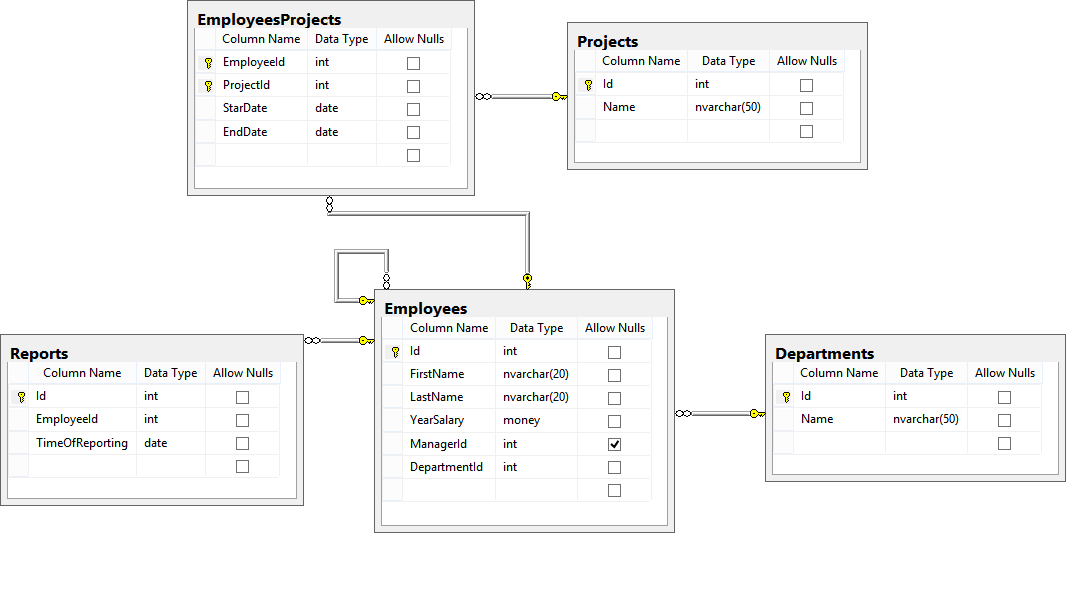 EmployeesProjects
Column Name Data Type Allow Nulls
EmployeeId int
ProjectId int
StarDate date
EndDate date
Projects
Column Name Data Type Allow Nulls
Id int
Name nvarchar(50)
Employees
Column Name Data Type Allow Nulls
Id int
FirstName nvarchar(20)
LastName nvarchar(20)
YearSalary money
ManagerId int
DepartmentId int
Reports
Column Name Data Type Allow Nulls
Id int
EmployeeId int
TimeOfReporting date
Departments
Column Name Data Type Allow Nulls
Id int
Name nvarchar(50)